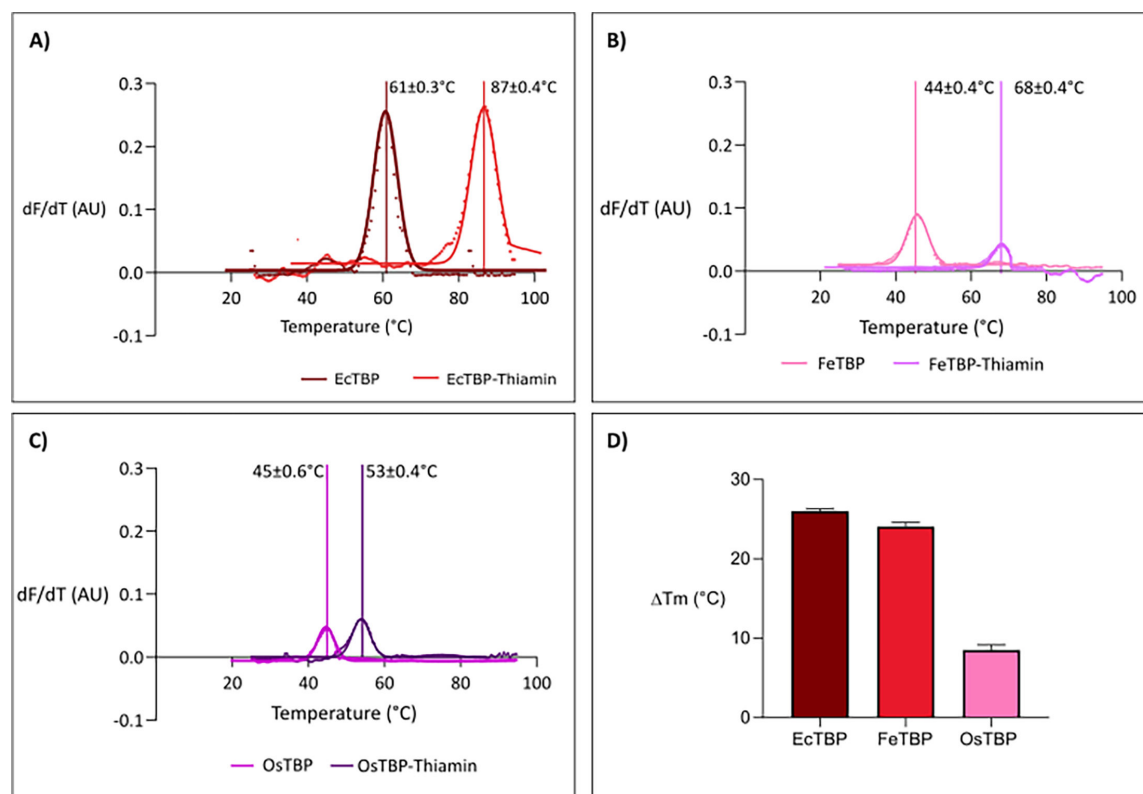 A)
61±0.3°C 87±0.4°C
0.3
0.2
dF/dT (AU)
0.1
0.0
-0.1
20 40 60 80 100
Temperature (°C)
EcTBP EcTBP-Thiamin
B)
44±0.4°C 68±0.4°C
0.3
0.2
dF/dT (AU)
0.1
0.0
-0.1
20 40 60 80 100
Temperature (°C)
FeTBP FeTBP-Thiamin
C)
45±0.6°C 53±0.4°C
0.3
0.2
dF/dT (AU)
0.1
0.0
-0.1
20 40 60 80 100
Temperature (°C)
OsTBP OsTBP-Thiamin
D)
30
20
ΔTm (°C)
10
0
EcTBP FeTBP OsTBP